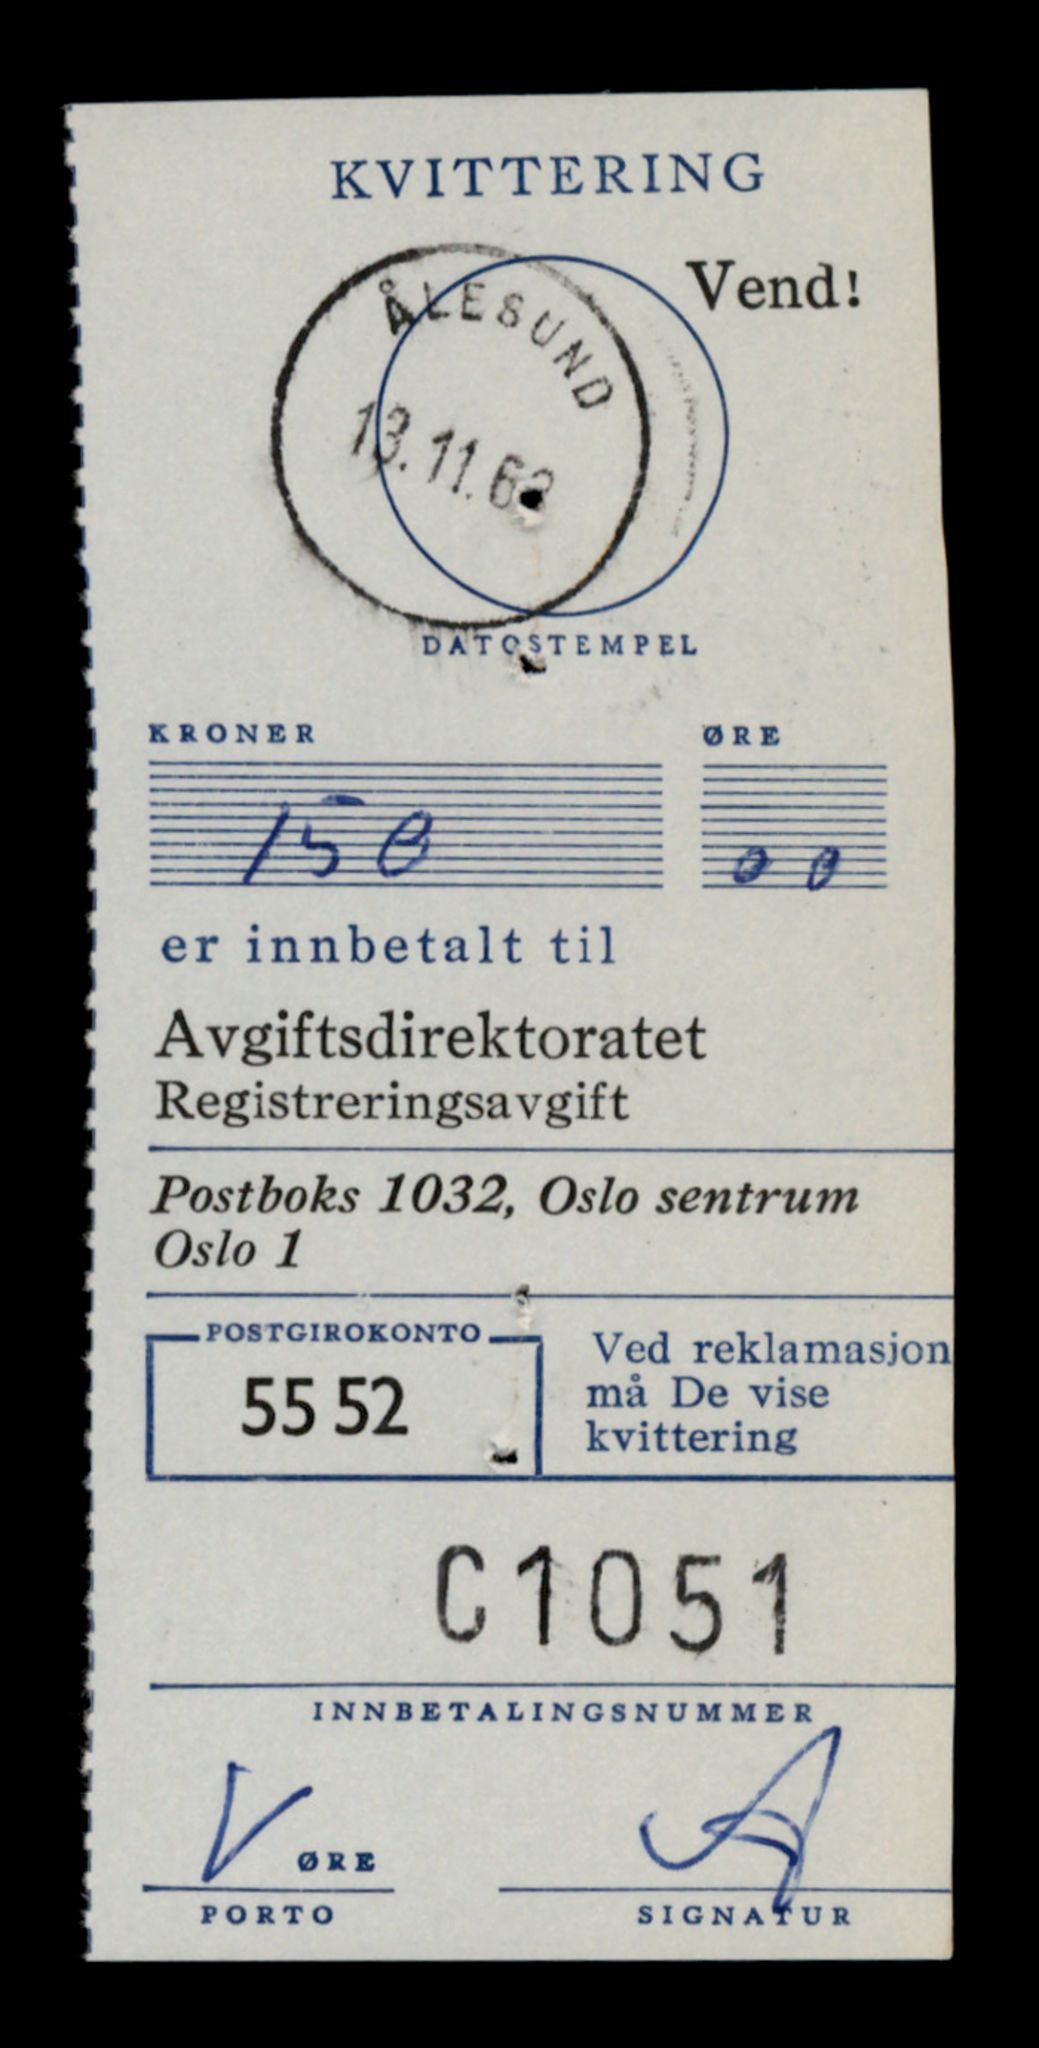 KVITTERING
Vend!
ÅLESUND
13.11.6
DATOSTEMPEL
KRONER ØRE
150 00
er innbetalt til
Avgiftsdirektoratet
Registreringsavgift
Postboks 1032, Oslo sentrum
Oslo 1
POSTGIROKONTO
55 52
Ved reklamasjon
må De vise
kvittering
C1051
INNBETALINGSNUMMER
ØRE
PORTO
SIGNATUR